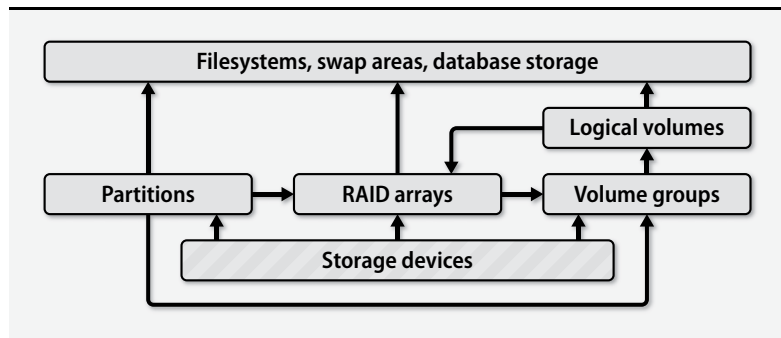 Filesystems, swap areas, database storage
Logical volumes
Partitions
RAID arrays
Volume groups
Storage devices